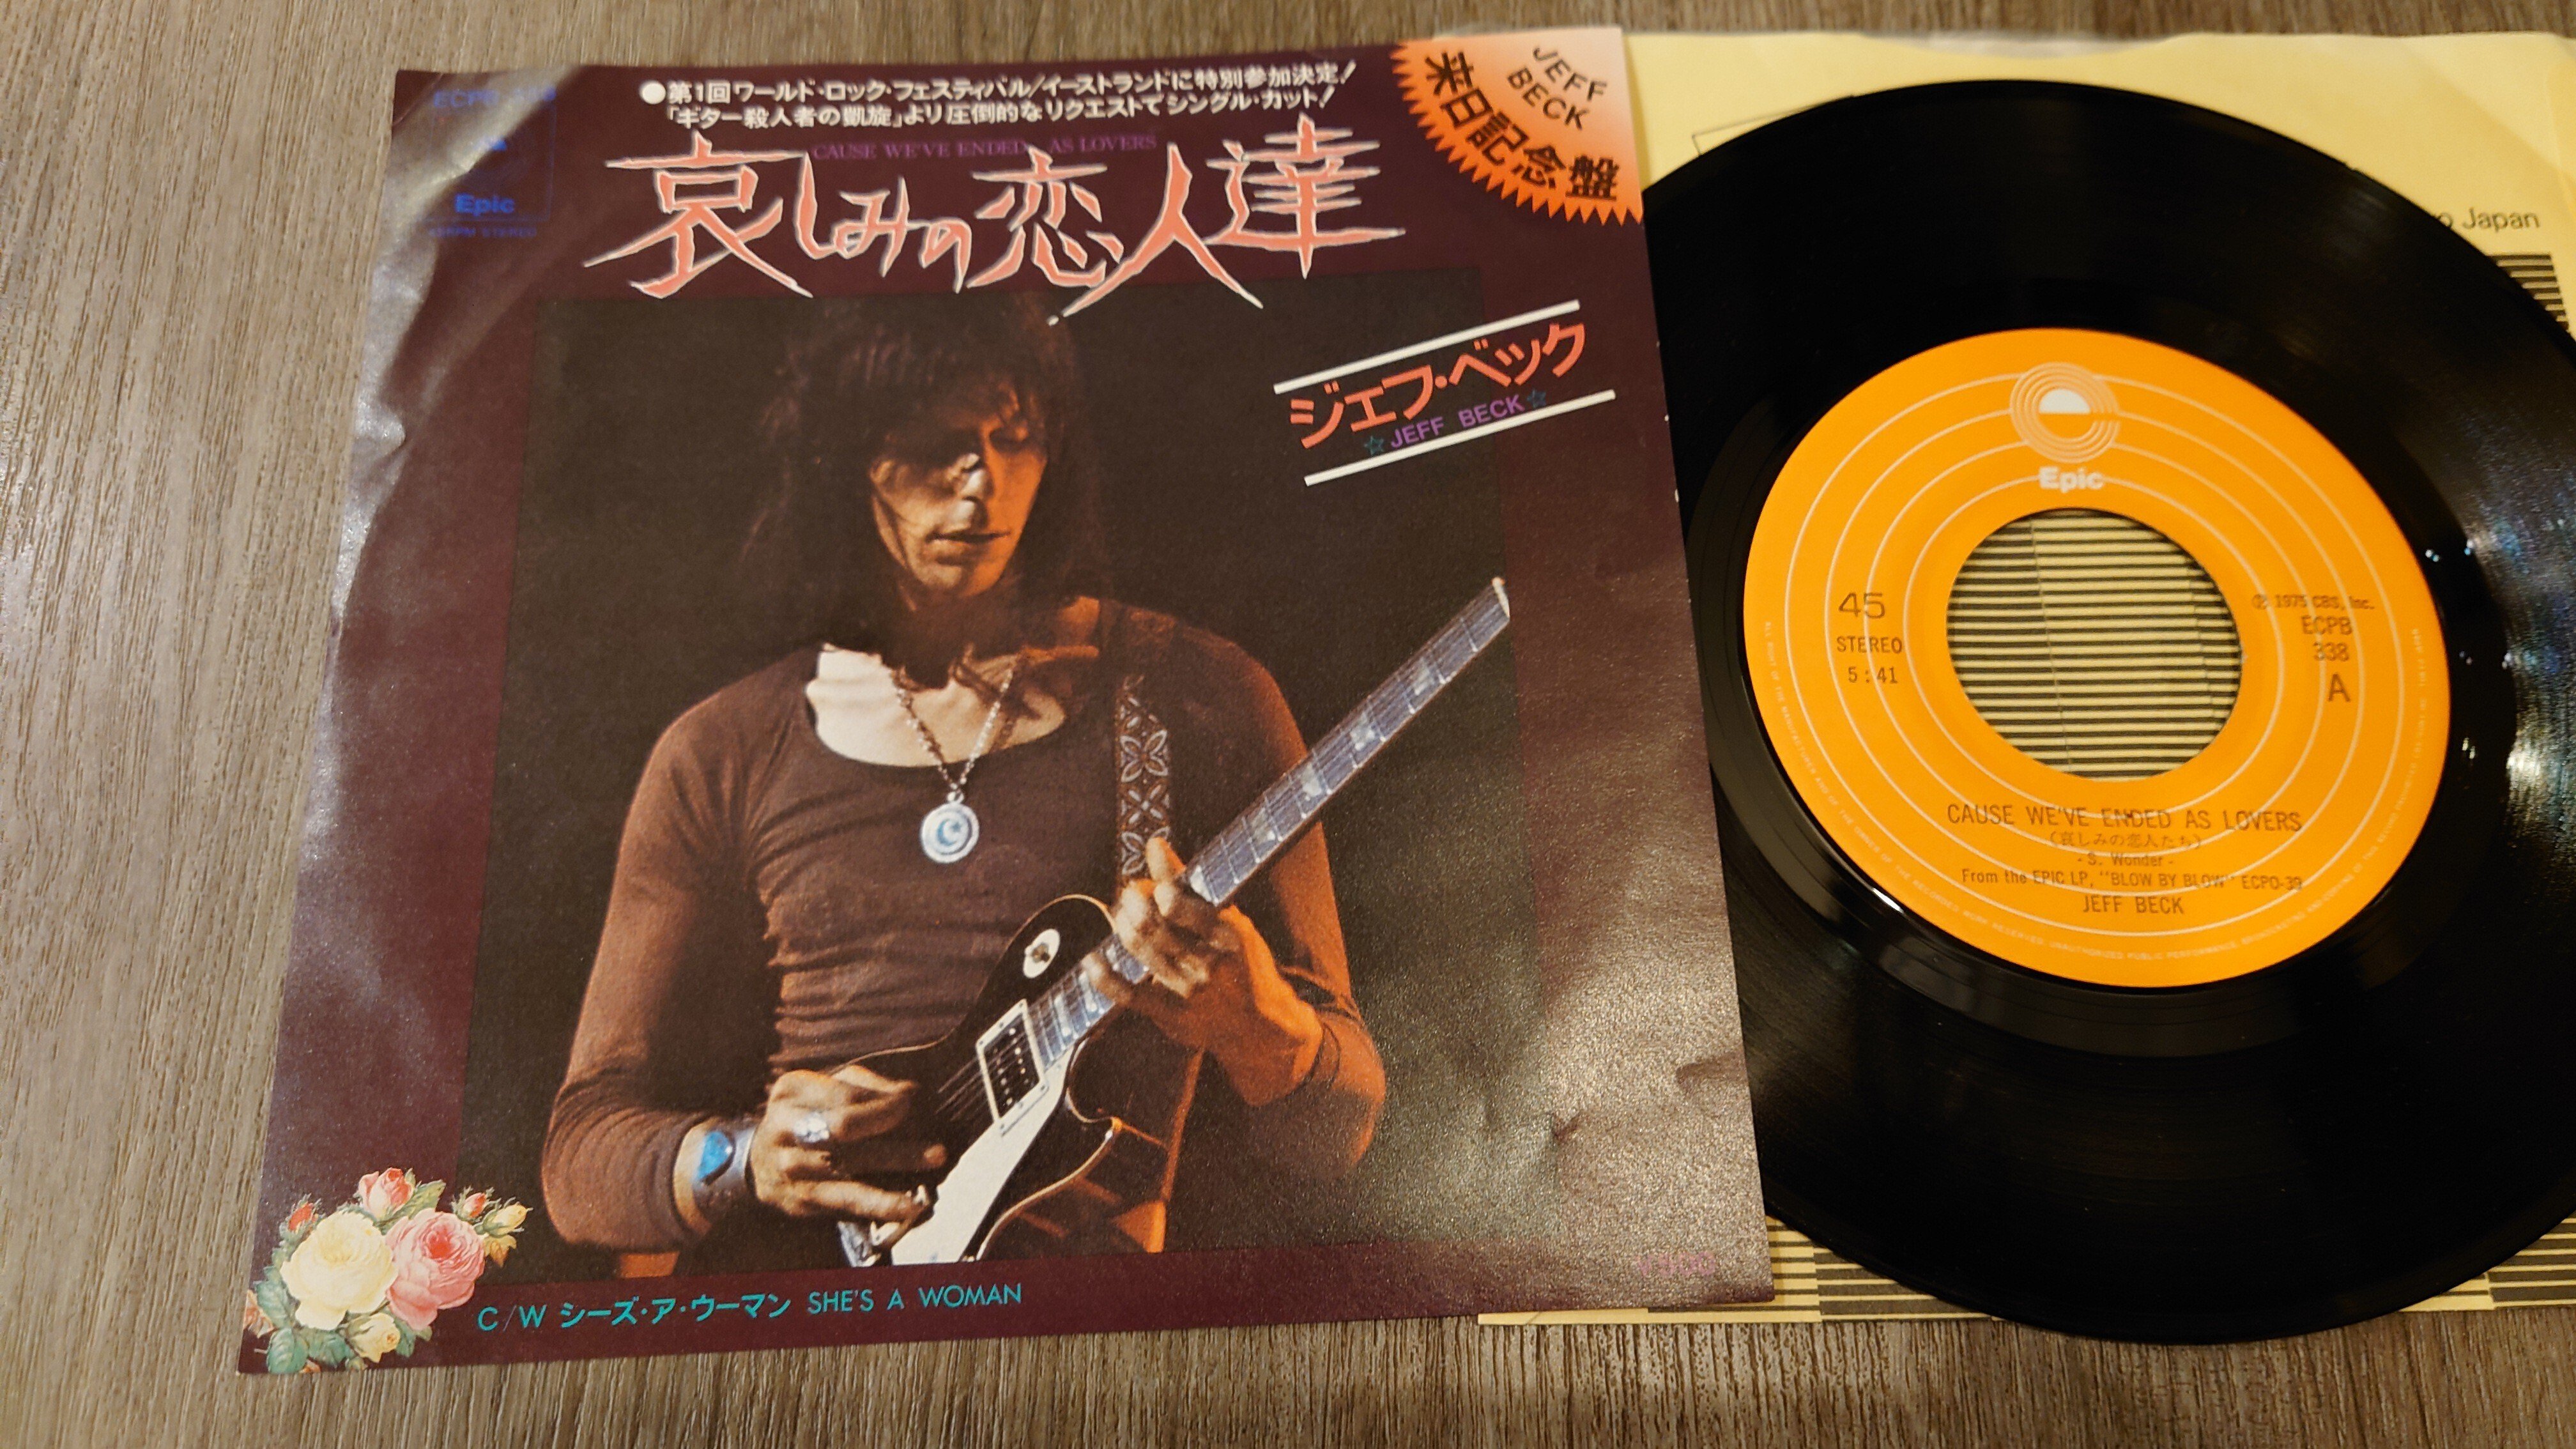 ●第1回ワールド・ロック・フェスティバル/イーストランドに特別参加決定!
「ギター殺人者の凱旋」より圧倒的なリクエストでシングル・カット!
CAUSE WE'VE ENDED AS LOVERS
哀しみの恋人達
JEFF
BECK
来日記念盤
ECPB
Epic
45RPM STEREO
ジェフ・ベック
☆JEFF BECK☆
C/W シーズ・ア・ウーマン SHE'S A WOMAN
Japan
Epic
45
STEREO
5:41
Ⓟ 1975 CBS, Inc.
ECPB
338
A
CAUSE WE'VE ENDED AS LOVERS
(哀しみの恋人たち)
- S. Wonder -
From the EPIC LP, "BLOW BY BLOW" ECPO-39
JEFF BECK